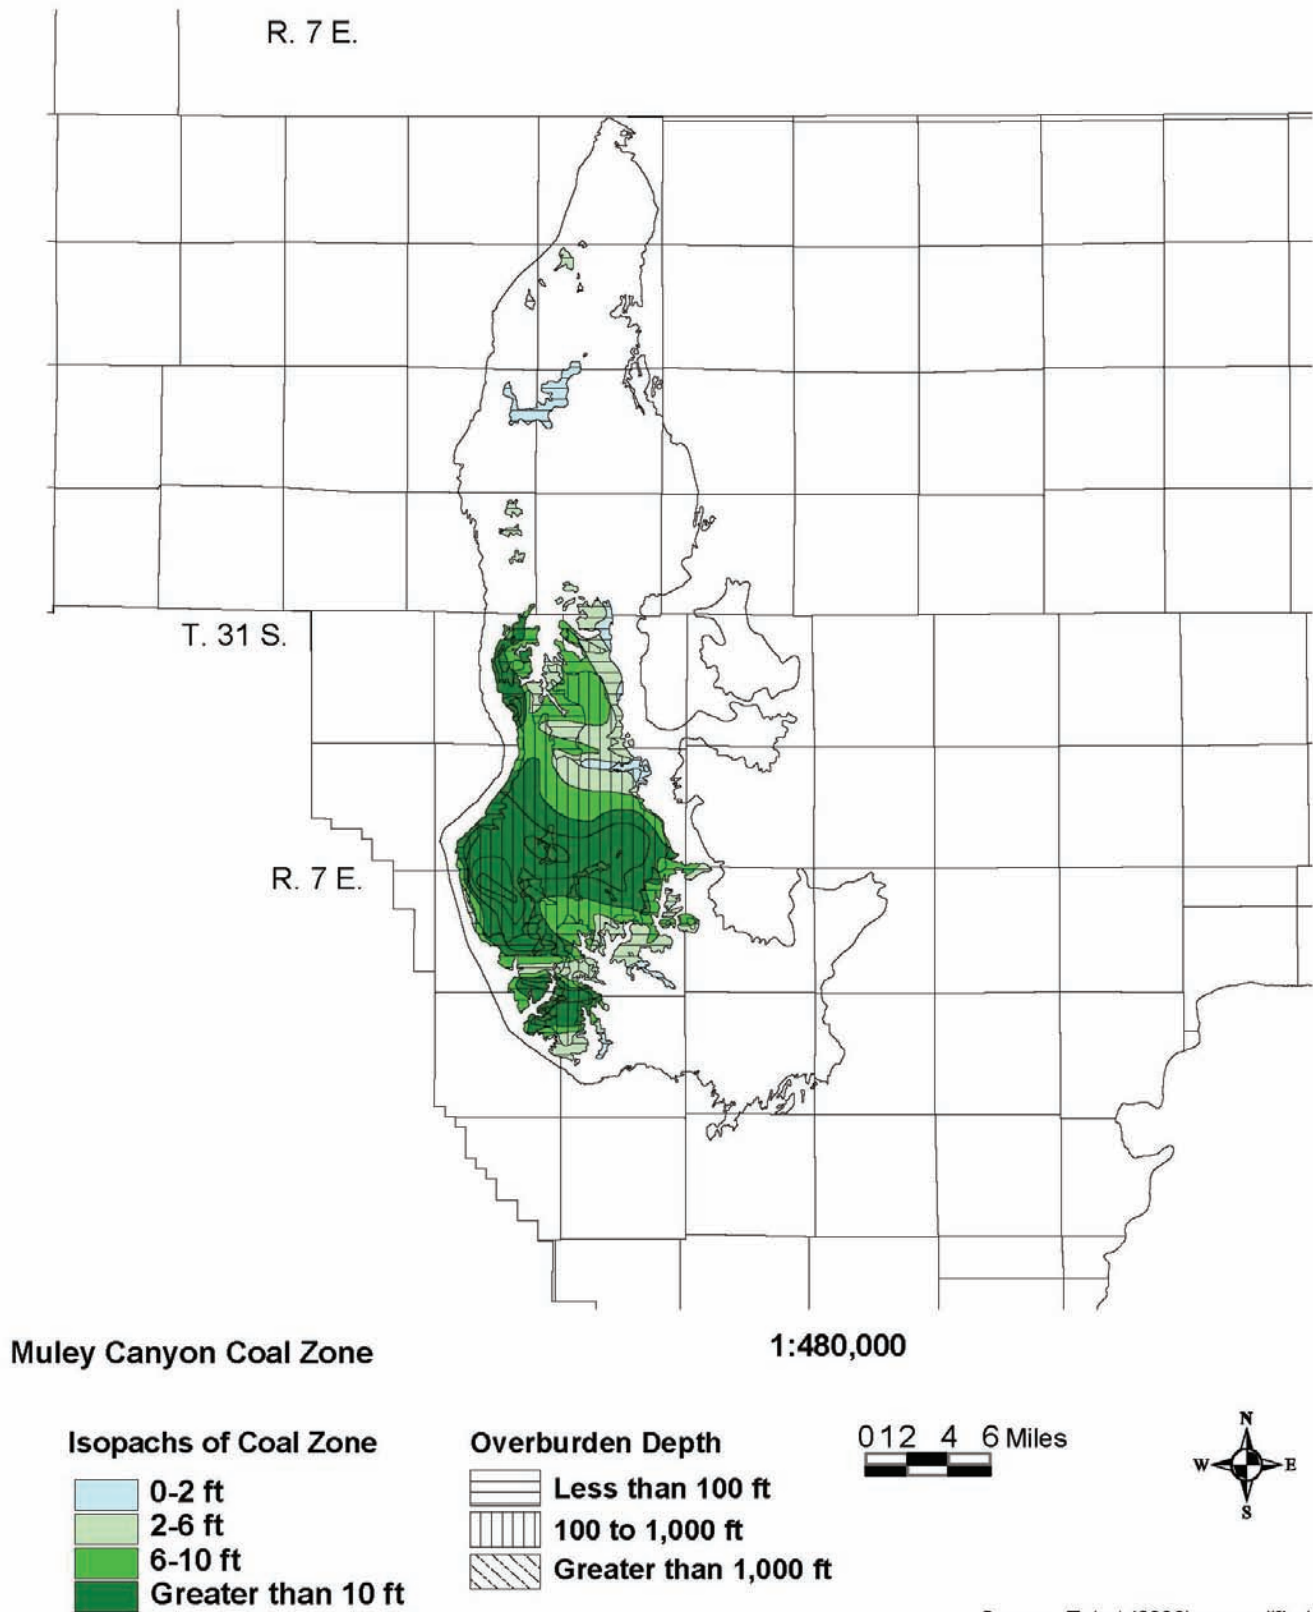 R. 7 E.
T. 31 S.
R. 7 E.
Muley Canyon Coal Zone
1:480,000
Isopachs of Coal Zone
0-2 ft
2-6 ft
6-10 ft
Greater than 10 ft
Overburden Depth
Less than 100 ft
100 to 1,000 ft
Greater than 1,000 ft
0 1 2 4 6 Miles
N
W E
S